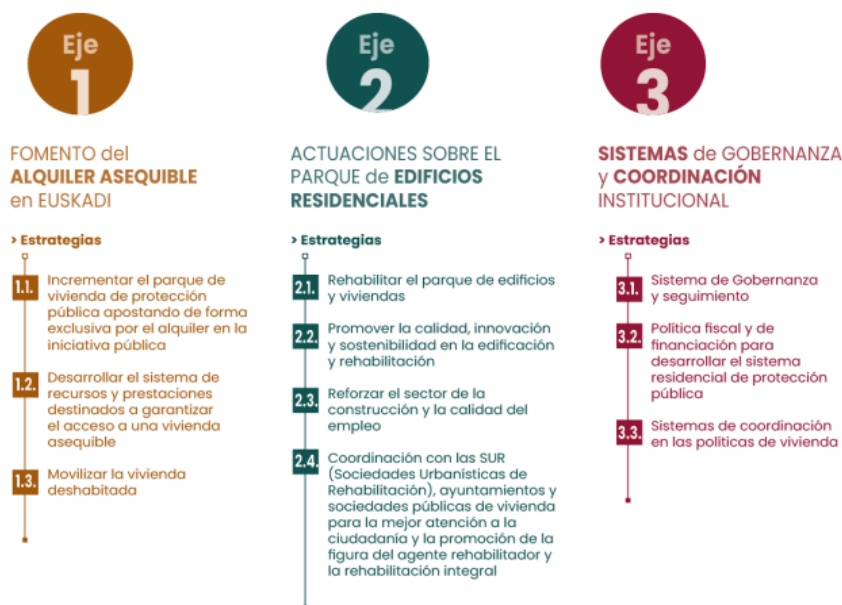 Eje
1
FOMENTO del
ALQUILER ASEQUIBLE
en EUSKADI
> Estrategias
1.1. Incrementar el parque de
vivienda de protección
pública apostando de forma
exclusiva por el alquiler en la
iniciativa pública
1.2. Desarrollar el sistema de
recursos y prestaciones
destinados a garantizar
el acceso a una vivienda
asequible
1.3. Movilizar la vivienda
deshabitada
Eje
2
ACTUACIONES SOBRE EL
PARQUE de EDIFICIOS
RESIDENCIALES
> Estrategias
2.1. Rehabilitar el parque de edificios
y viviendas
2.2. Promover la calidad, innovación
y sostenibilidad en la edificación
y rehabilitación
2.3. Reforzar el sector de la
construcción y la calidad del
empleo
2.4. Coordinación con las SUR
(Sociedades Urbanísticas de
Rehabilitación), ayuntamientos y
sociedades públicas de vivienda
para la mejor atención a la
ciudadanía y la promoción de la
figura del agente rehabilitador y
la rehabilitación integral
Eje
3
SISTEMAS de GOBERNANZA
y COORDINACIÓN
INSTITUCIONAL
> Estrategias
3.1. Sistema de Gobernanza
y seguimiento
3.2. Política fiscal y de
financiación para
desarrollar el sistema
residencial de protección
pública
3.3. Sistemas de coordinación
en las políticas de vivienda